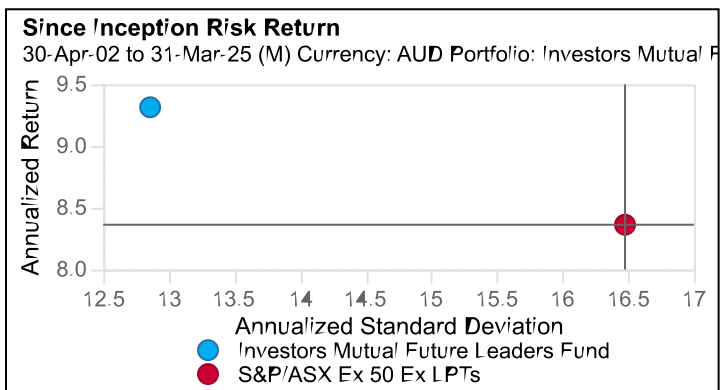 Since Inception Risk Return
30-Apr-02 to 31-Mar-25 (M) Currency: AUD Portfolio: Investors Mutual F
9.5
9.0
8.5
8.0
Annualized Return
12.5 13 13.5 14 14.5 15 15.5 16 16.5 17
Annualized Standard Deviation
Investors Mutual Future Leaders Fund
S&P/ASX Ex 50 Ex LPTs